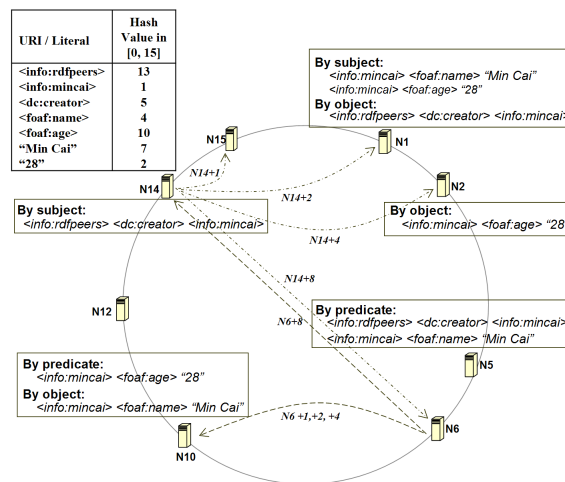 URI / Literal Hash Value in [0, 15]
<info:rdfpeers> 13
<info:mincai> 1
<dc:creator> 5
<foaf:name> 4
<foaf:age> 10
“Min Cai” 7
“28” 2
By subject:
<info:mincai> <foaf:name> “Min Cai”
<info:mincai> <foaf:age> “28”
By object:
<info:rdfpeers> <dc:creator> <info:mincai>
N15
N1
N14
N14+1
N14+2
N2
By subject:
<info:rdfpeers> <dc:creator> <info:mincai>
N14+4
By object:
<info:mincai> <foaf:age> “28
N14+8
N6+8
N12
By predicate:
<info:rdfpeers> <dc:creator> <info:mincai>
<info:mincai> <foaf:name> “Min Cai”
N5
By predicate:
<info:mincai> <foaf:age> “28”
By object:
<info:mincai> <foaf:name> “Min Cai”
N6 +1,+2, +4
N6
N10